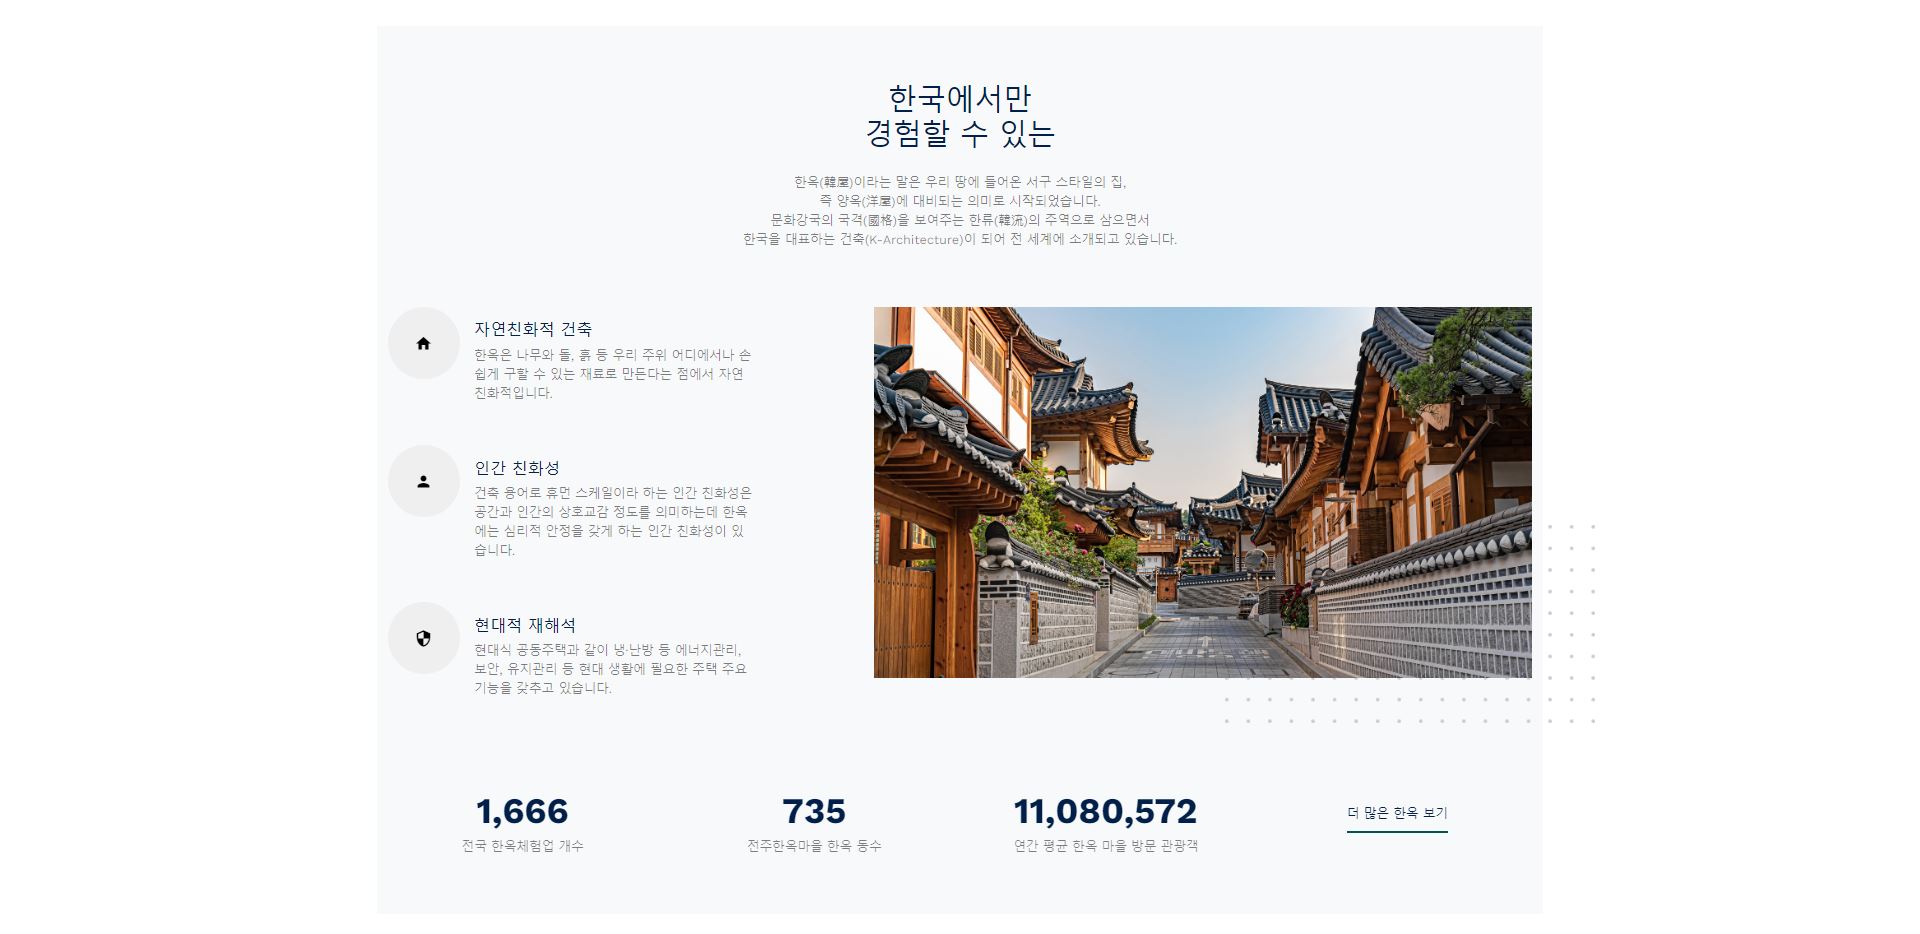 한국에서만
경험할 수 있는
한옥(韓屋)이라는 말은 우리 땅에 들어온 서구 스타일의 집,
즉 양옥(洋屋)에 대비되는 의미로 시작되었습니다.
문화강국의 국격(國格)을 보여주는 한류(韓流)의 주역으로 삼으면서
한국을 대표하는 건축(K-Architecture)이 되어 전 세계에 소개되고 있습니다.
자연친화적 건축
한옥은 나무와 돌, 흙 등 우리 주위 어디에서나 손
쉽게 구할 수 있는 재료로 만든다는 점에서 자연
친화적입니다.
인간 친화성
건축 용어로 휴먼 스케일이라 하는 인간 친화성은
공간과 인간의 상호교감 정도를 의미하는데 한옥
에는 심리적 안정을 갖게 하는 인간 친화성이 있
습니다.
현대적 재해석
현대식 공동주택과 같이 냉·난방 등 에너지관리,
보안, 유지관리 등 현대 생활에 필요한 주택 주요
기능을 갖추고 있습니다.
1,666
전국 한옥체험업 개수
735
전주한옥마을 한옥 동수
11,080,572
연간 평균 한옥 마을 방문 관광객
더 많은 한옥 보기